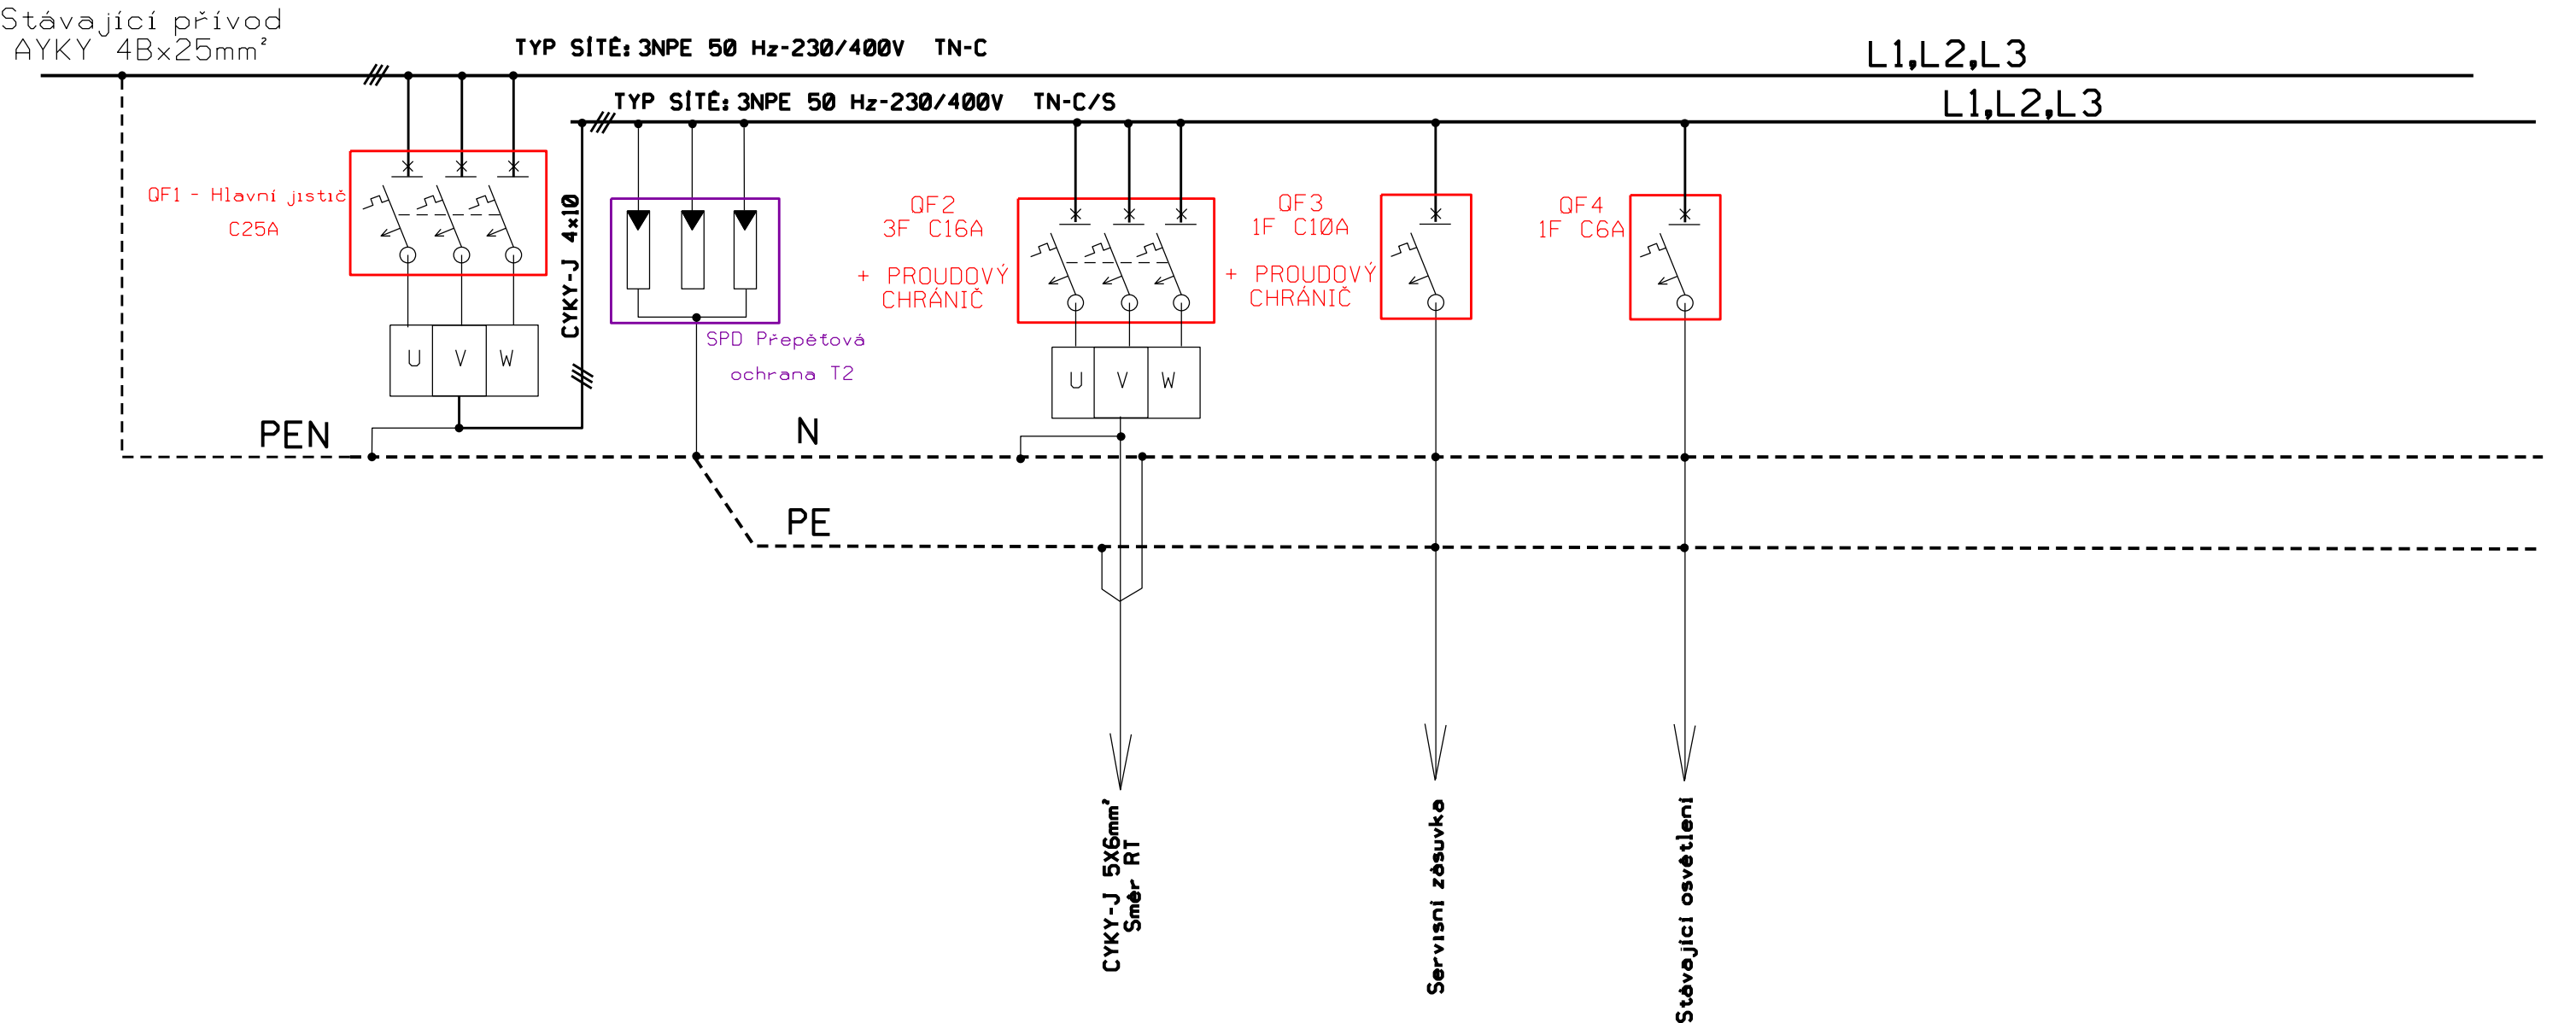 Stávající přívod
AYKY 4Bx25mm²
TYP SÍTĚ: 3NPE 50 Hz-230/400V TN-C
L1,L2,L3
TYP SÍTĚ: 3NPE 50 Hz-230/400V TN-C/S
L1,L2,L3
QF1 - Hlavní jistič
C25A
CYKY-J 4x10
QF2
3F C16A
+ PROUDOVÝ
CHRÁNIČ
QF3
1F C10A
+ PROUDOVÝ
CHRÁNIČ
QF4
1F C6A
SPD Přepěťová
ochrana T2
U V W
U V W
PEN
N
PE
CYKY-J 5X6mm²
Směr RT
Servisní zásuvka
Stávající osvětlení